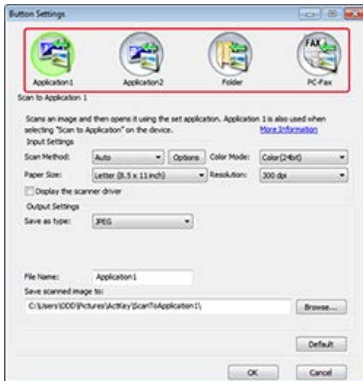 Button Settings
Application1 Application2 Folder PC-Fax
FAX
Scan to Application 1
Scans an image and then opens it using the set application. Application 1 is also used when
selecting "Scan to Application" on the device. More Information
Input Settings
Scan Method: Auto Options Color Mode: Color(24bit)
Paper Size: Letter (8.5 x 11 inch) Resolution: 300 dpi
Display the scanner driver
Output Settings
Save as type: JPEG
File Name: Application1
Save scanned image to:
C:\Users\DDD\Pictures\ActKey\ScanToApplication1\ Browse...
Default
OK Cancel